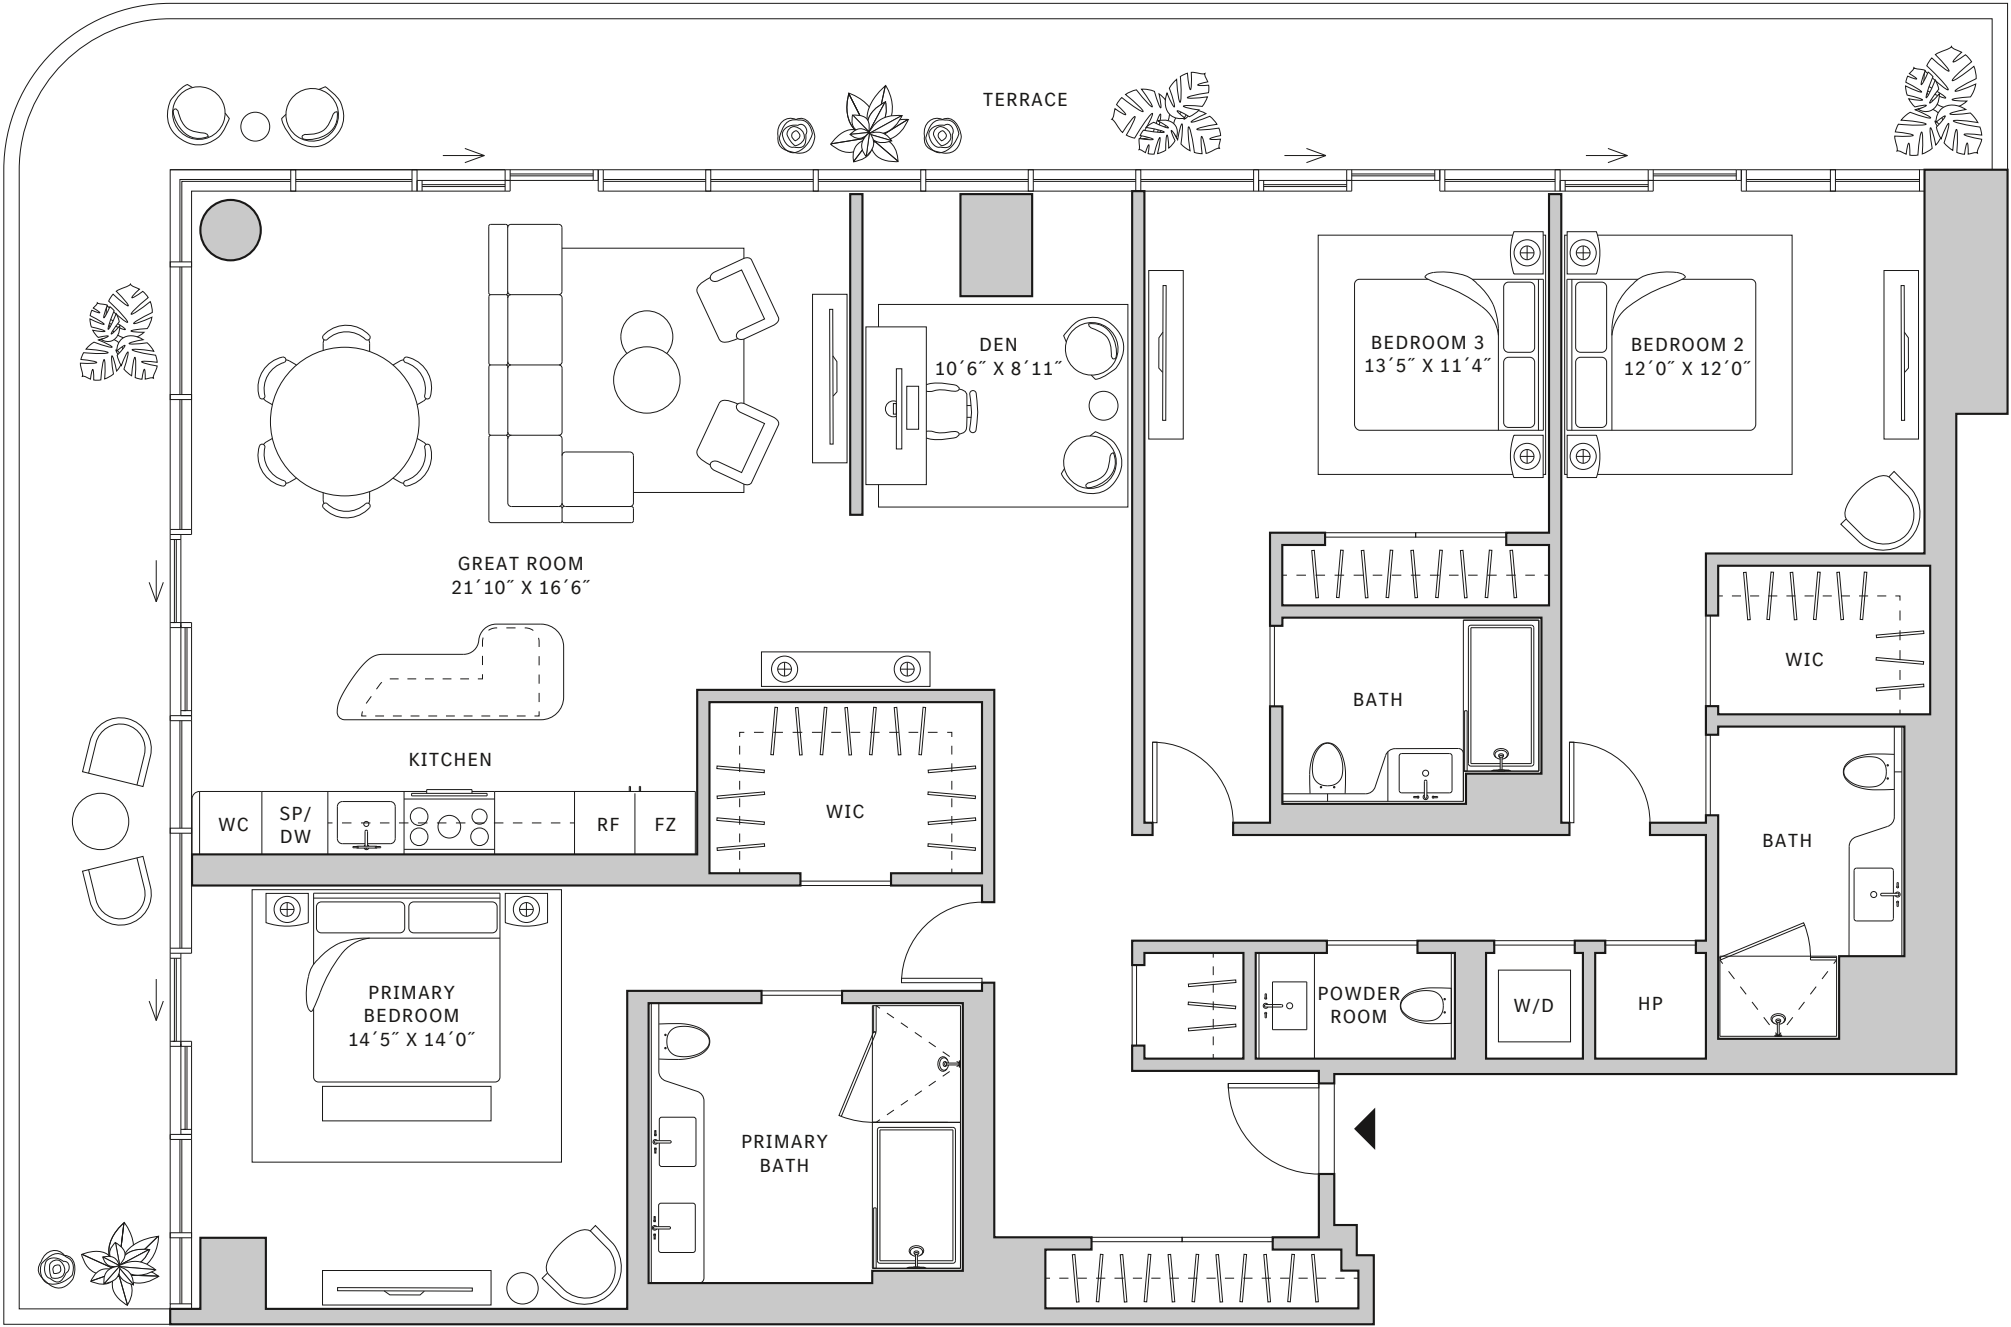 TERRACE
DEN
10´6˝ X 8´11˝
BEDROOM 3
13´5˝ X 11´4˝
BEDROOM 2
12´0˝ X 12´0˝
GREAT ROOM
21´10˝ X 16´6˝
WIC
BATH
KITCHEN
WC
SP/
DW
RF
FZ
WIC
BATH
PRIMARY
BEDROOM
14´5˝ X 14´0˝
POWDER
ROOM
W/D
HP
PRIMARY
BATH